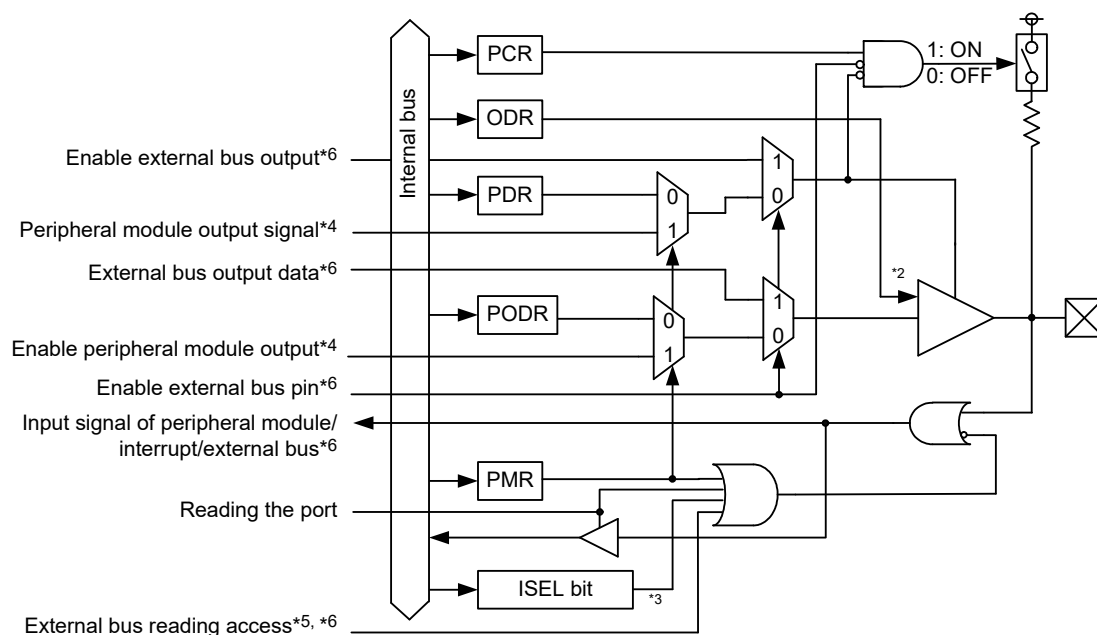 PCR
1: ON
0: OFF
ODR
Internal bus
Enable external bus output*6
1
0
PDR
0
1
Peripheral module output signal*4
External bus output data*6
*2
PODR
1
0
0
1
Enable peripheral module output*4
Enable external bus pin*6
Input signal of peripheral module/
interrupt/external bus*6
PMR
Reading the port
ISEL bit
*3
External bus reading access*5, *6